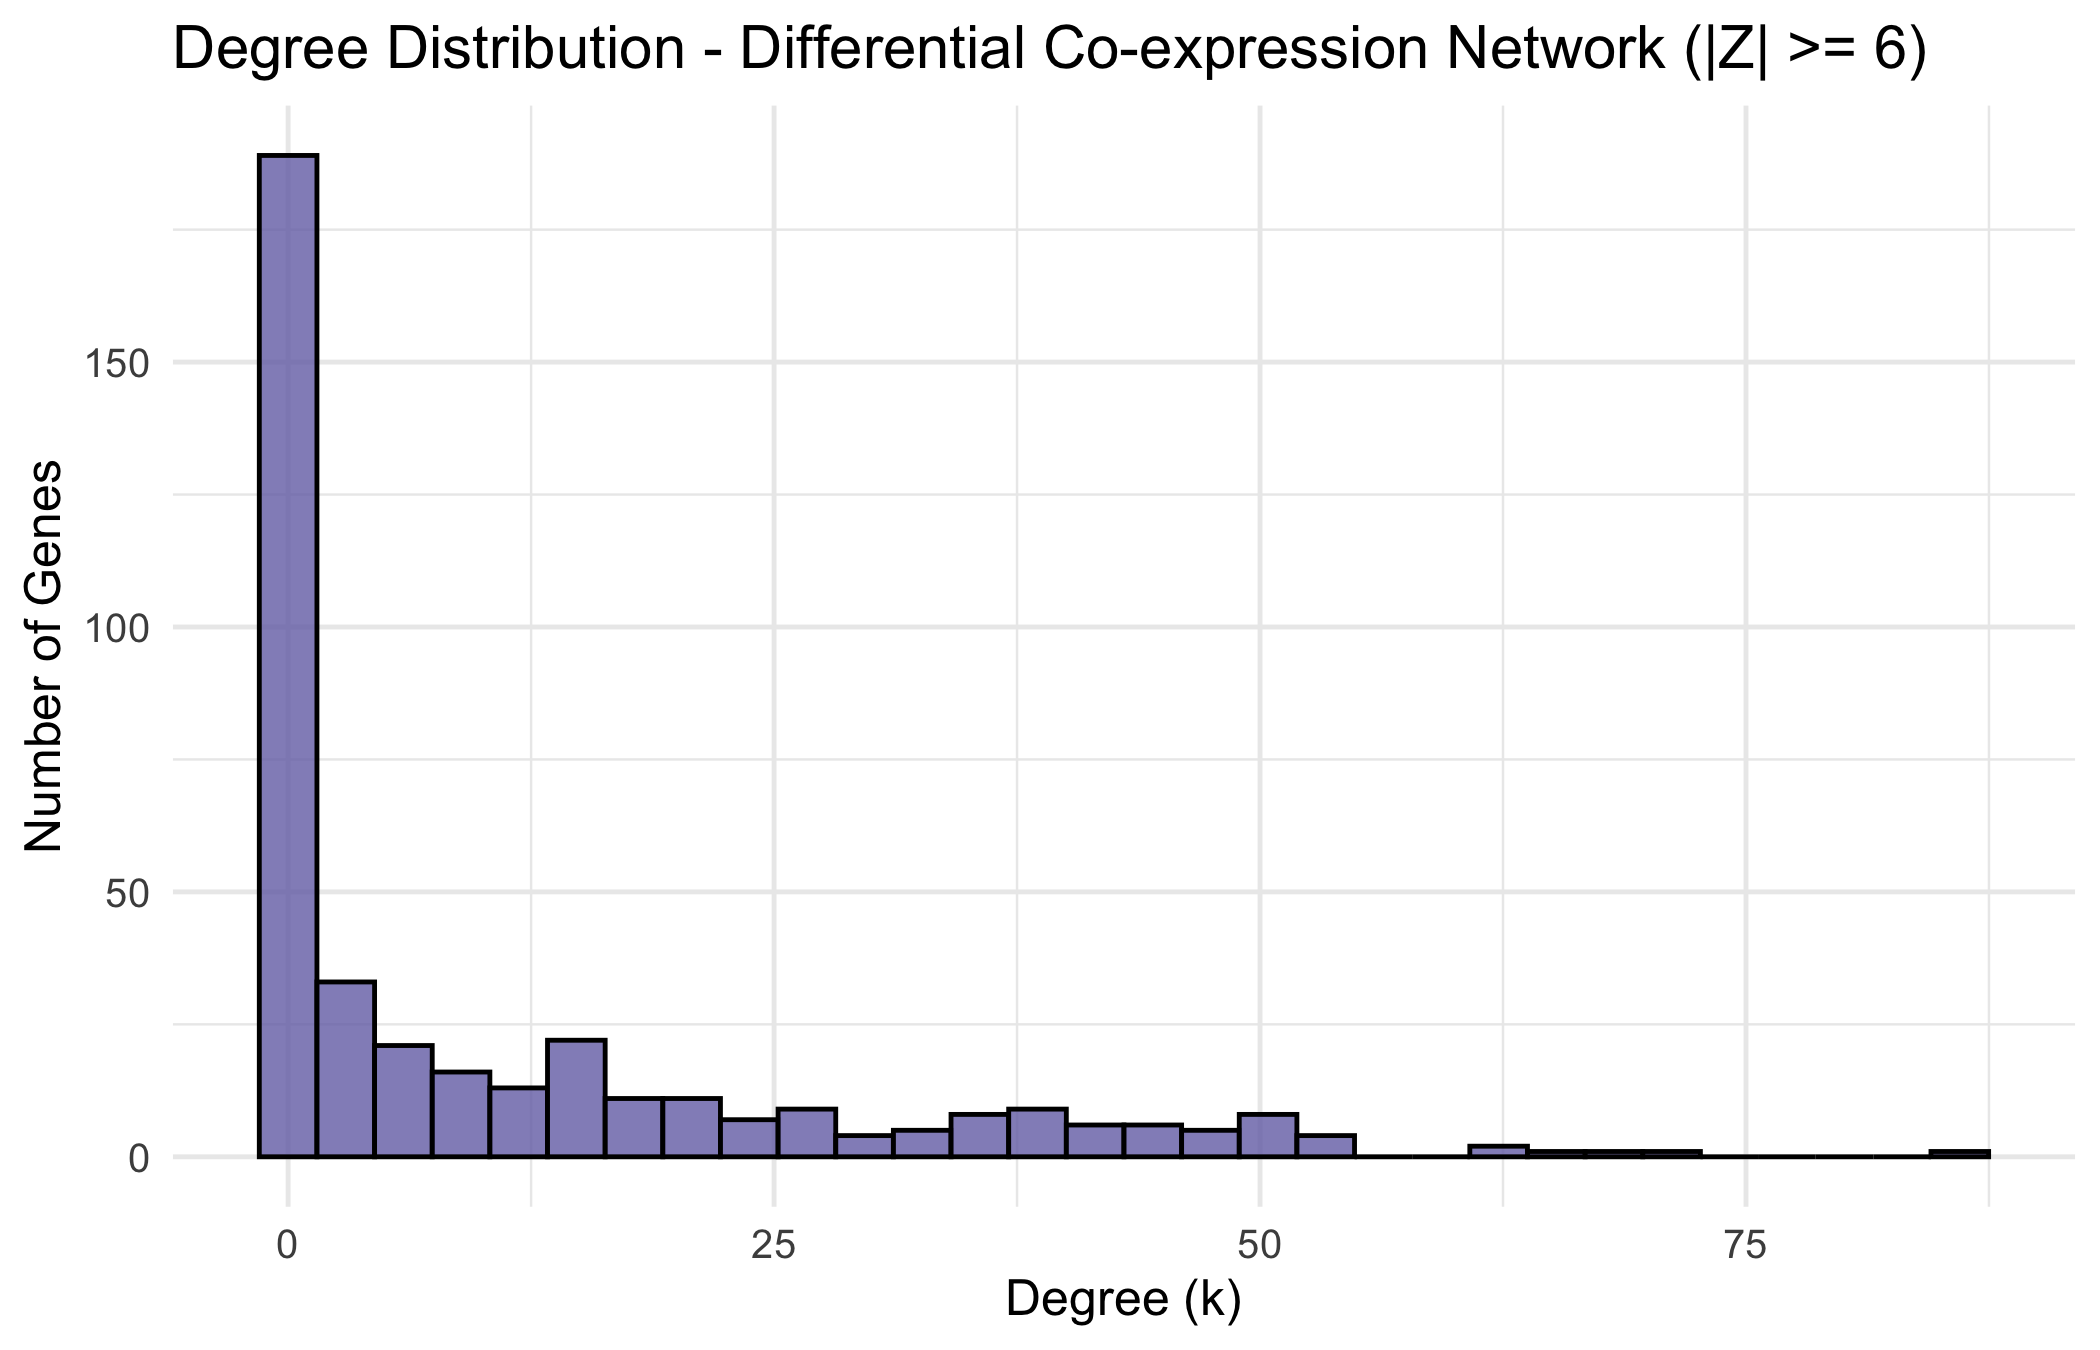 Degree Distribution - Differential Co-expression Network (|Z| >= 6)
Number of Genes
150
100
50
0
0 25 50 75
Degree (k)